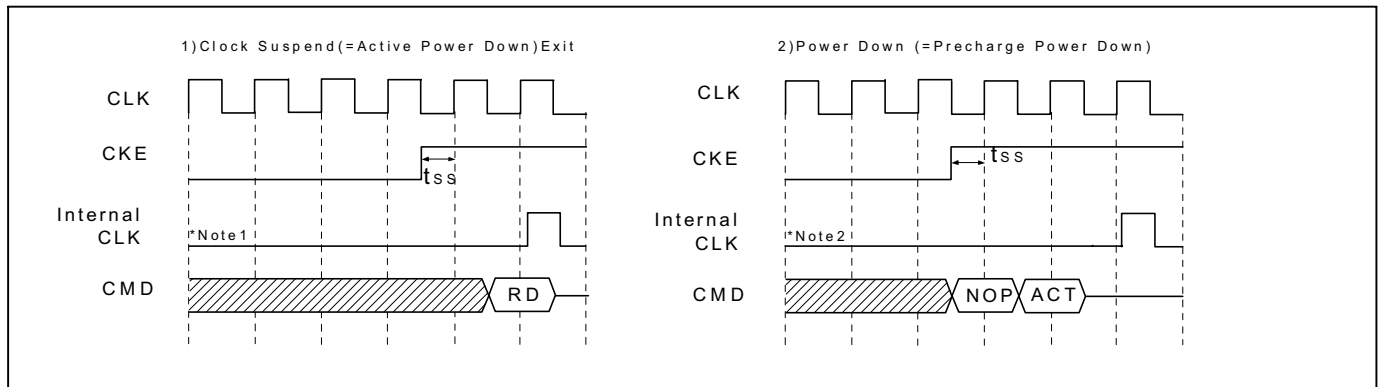 1)Clock Suspend(=Active Power Down)Exit
CLK
CKE
tss
Internal
CLK
*Note1
CMD
RD
2)Power Down (=Precharge Power Down)
CLK
CKE
tss
Internal
CLK
*Note2
CMD
NOP
ACT